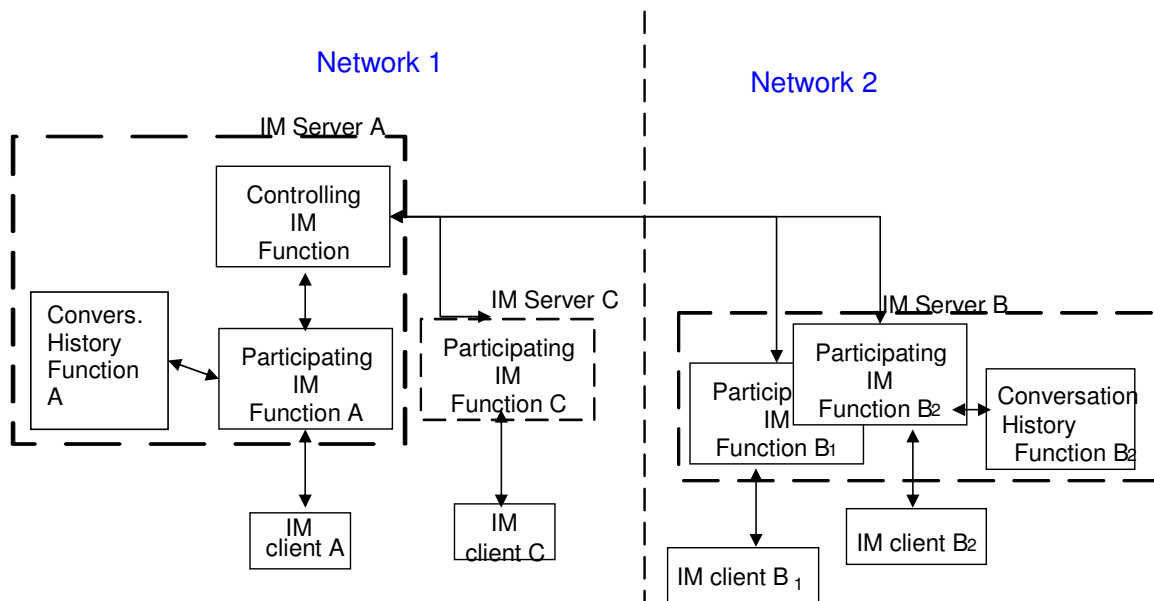 Network 1
Network 2
IM Server A
Controlling
IM
Function
Convers.
History
Function
A
Participating
IM
Function A
IM Server C
Participating
IM
Function C
IM Server B
Particip
IM
Function B1
Participating
IM
Function B2
Conversation
History
Function B2
IM
client A
IM
client C
IM client B2
IM client B 1